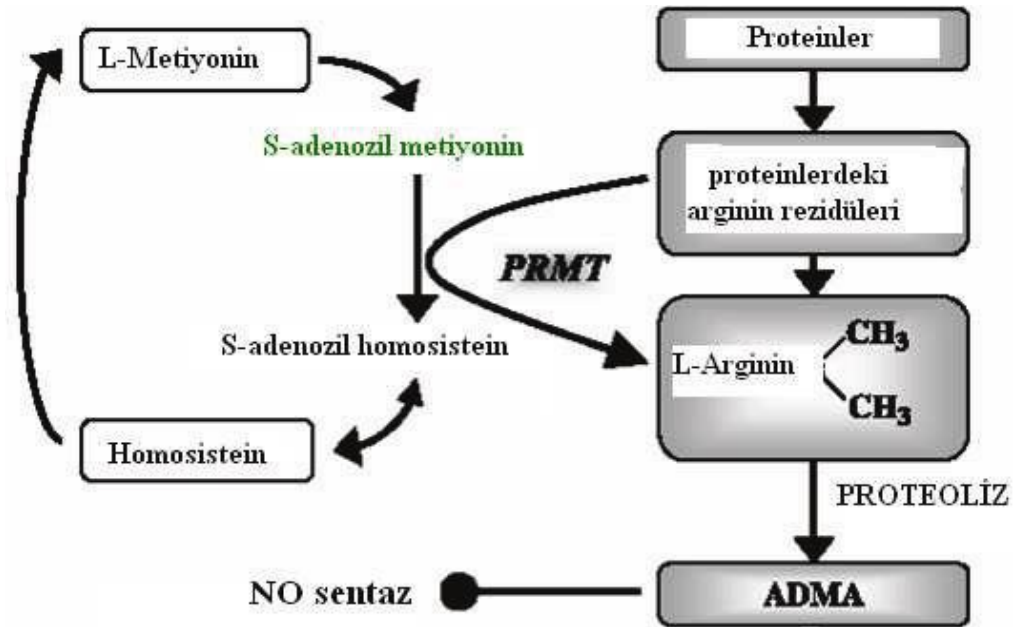 L-Metiyonin
S-adenozil metiyonin
S-adenozil homosistein
Homosistein
PRMT
Proteinler
proteinlerdeki
arginin rezidüleri
L-Arginin
CH₃
CH₃
PROTEOLİZ
ADMA
NO sentaz